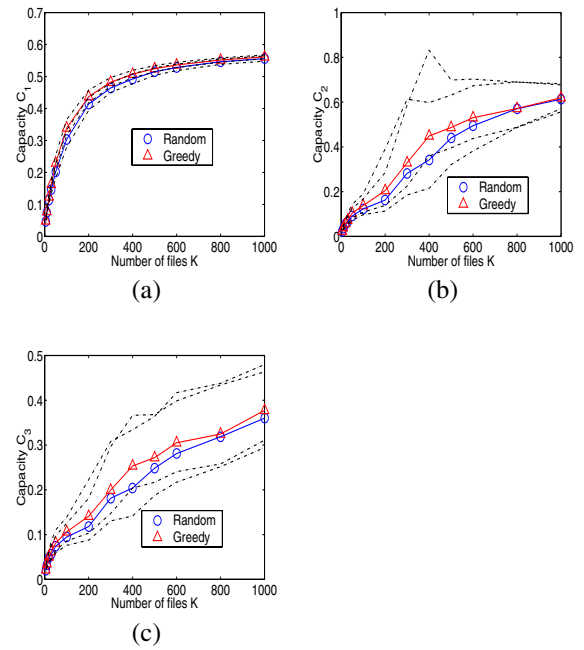 0.7
0.6
0.5
0.4
0.3
0.2
0.1
0
Capacity C1
0 200 400 600 800 1000
Number of files K
Random
Greedy
(a)
1
0.8
0.6
0.4
0.2
0
Capacity C2
0 200 400 600 800 1000
Number of files K
Random
Greedy
(b)
0.5
0.4
0.3
0.2
0.1
0
Capacity C3
0 200 400 600 800 1000
Number of files K
Random
Greedy
(c)